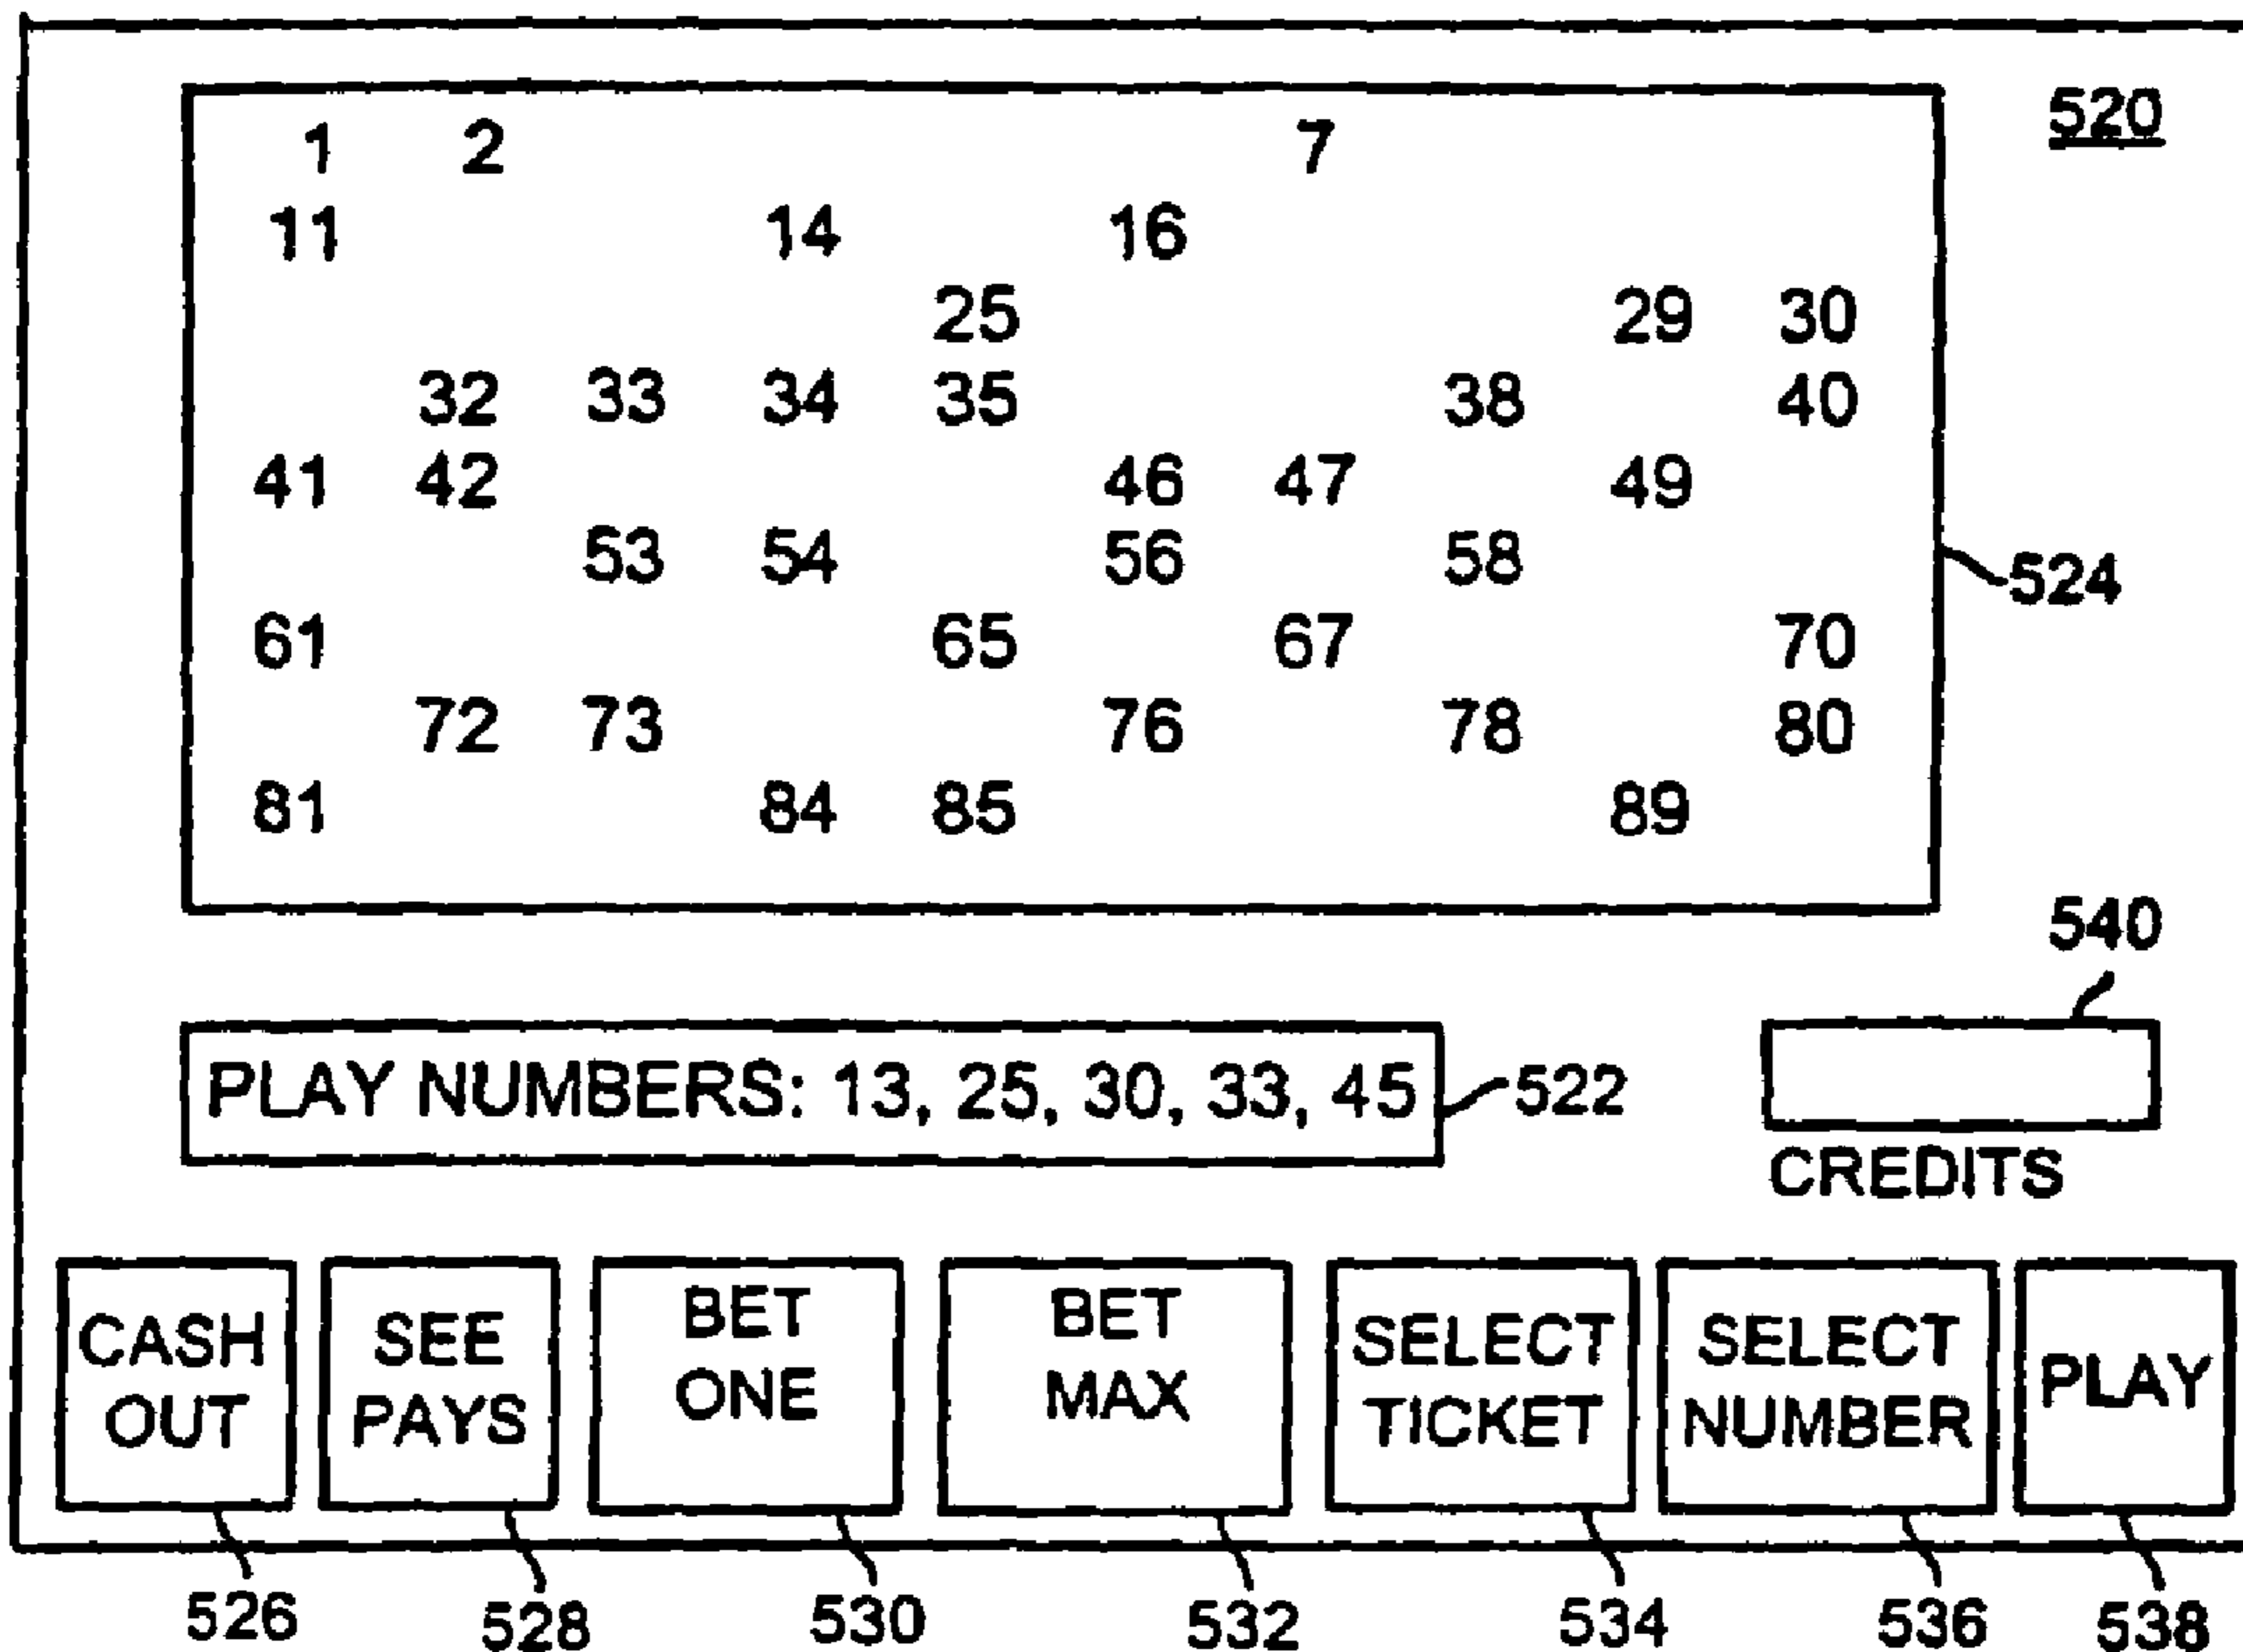 1 2 7 520
11 14 16
25 29 30
32 33 34 35 38 40
41 42 46 47 49
53 54 56 58 524
61 65 67 70
72 73 76 78 80
81 84 85 89
540
PLAY NUMBERS: 13, 25, 30, 33, 45 522
CREDITS
CASH OUT
SEE PAYS
BET ONE
BET MAX
SELECT TICKET
SELECT NUMBER
PLAY
526 528 530 532 534 536 538